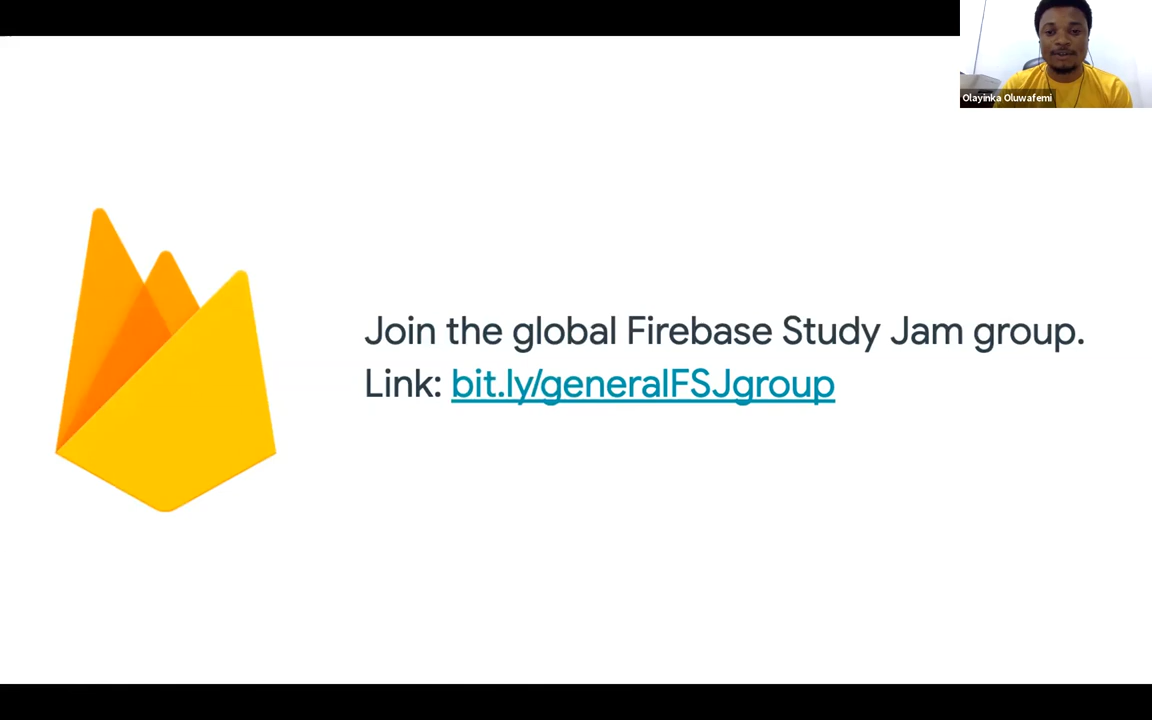 Olayinka Oluwafemi
Join the global Firebase Study Jam group.
Link: bit.ly/generalFSJgroup